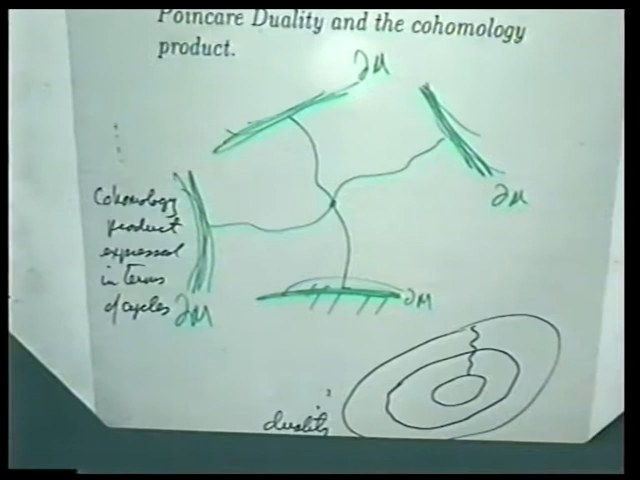 Poincare Duality and the cohomology
product.
∂M
∂M
Cohomology
product
expressed
in terms
of cycles
∂M
∂M
duality